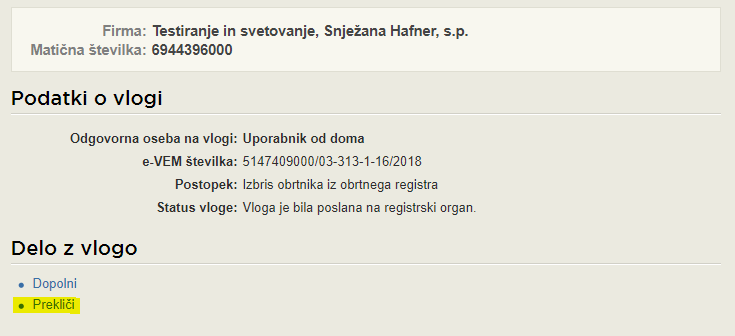 Firma: Testiranje in svetovanje, Snježana Hafner, s.p.
Matična številka: 6944396000
Podatki o vlogi
Odgovorna oseba na vlogi: Uporabnik od doma
e-VEM številka: 5147409000/03-313-1-16/2018
Postopek: Izbris obrtnika iz obrtnega registra
Status vloge: Vloga je bila poslana na registrski organ.
Delo z vlogo
Dopolni
Prekliči